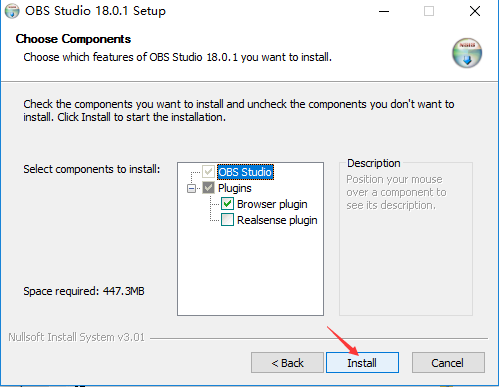 OBS Studio 18.0.1 Setup
Choose Components
Choose which features of OBS Studio 18.0.1 you want to install.
Check the components you want to install and uncheck the components you don't want to
install. Click Install to start the installation.
Select components to install:
OBS Studio
Plugins
Browser plugin
Realsense plugin
Description
Position your mouse
over a component to
see its description.
Space required: 447.3MB
Nullsoft Install System v3.01
< Back
Install
Cancel